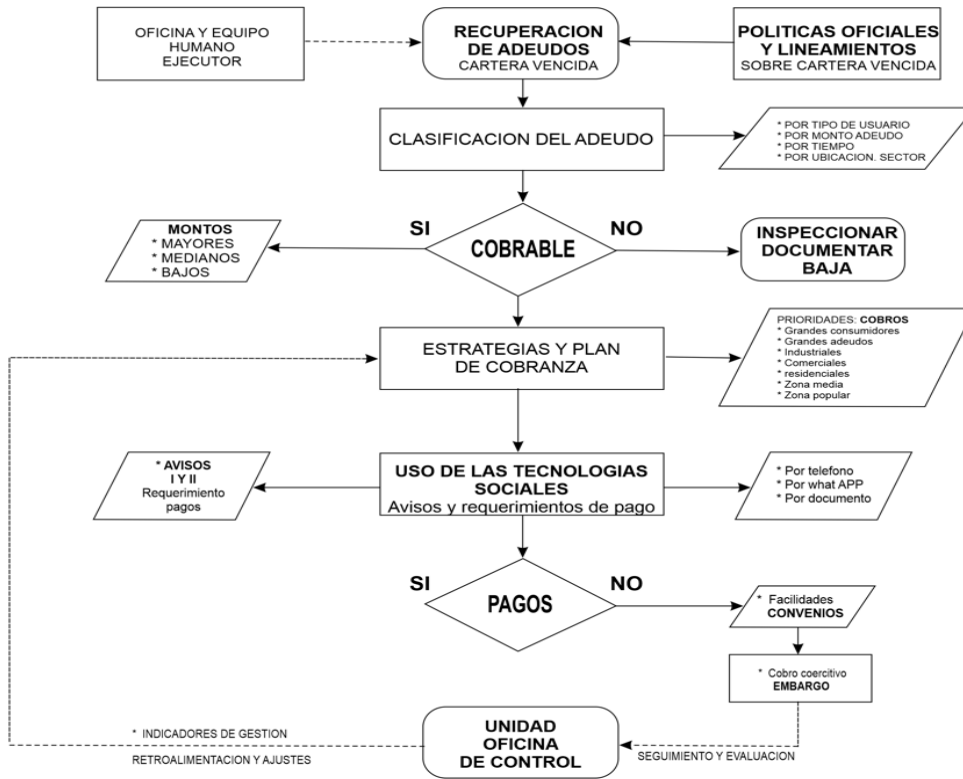 OFICINA Y EQUIPO
HUMANO
EJECUTOR
RECUPERACION
DE ADEUDOS
CARTERA VENCIDA
POLITICAS OFICIALES
Y LINEAMIENTOS
SOBRE CARTERA VENCIDA
CLASIFICACION DEL ADEUDO
* POR TIPO DE USUARIO
* POR MONTO ADEUDO
* POR TIEMPO
* POR UBICACION. SECTOR
SI
NO
MONTOS
* MAYORES
* MEDIANOS
* BAJOS
COBRABLE
INSPECCIONAR
DOCUMENTAR
BAJA
ESTRATEGIAS Y PLAN
DE COBRANZA
PRIORIDADES: COBROS
* Grandes consumidores
* Grandes adeudos
* Industriales
* Comerciales
* residenciales
* Zona media
* Zona popular
* AVISOS
I Y II
Requerimiento
pagos
USO DE LAS TECNOLOGIAS
SOCIALES
Avisos y requerimientos de pago
* Por telefono
* Por what APP
* Por documento
SI
NO
PAGOS
* Facilidades
CONVENIOS
* Cobro coercitivo
EMBARGO
* INDICADORES DE GESTION
RETROALIMENTACION Y AJUSTES
UNIDAD
OFICINA
DE CONTROL
SEGUIMIENTO Y EVALUACION